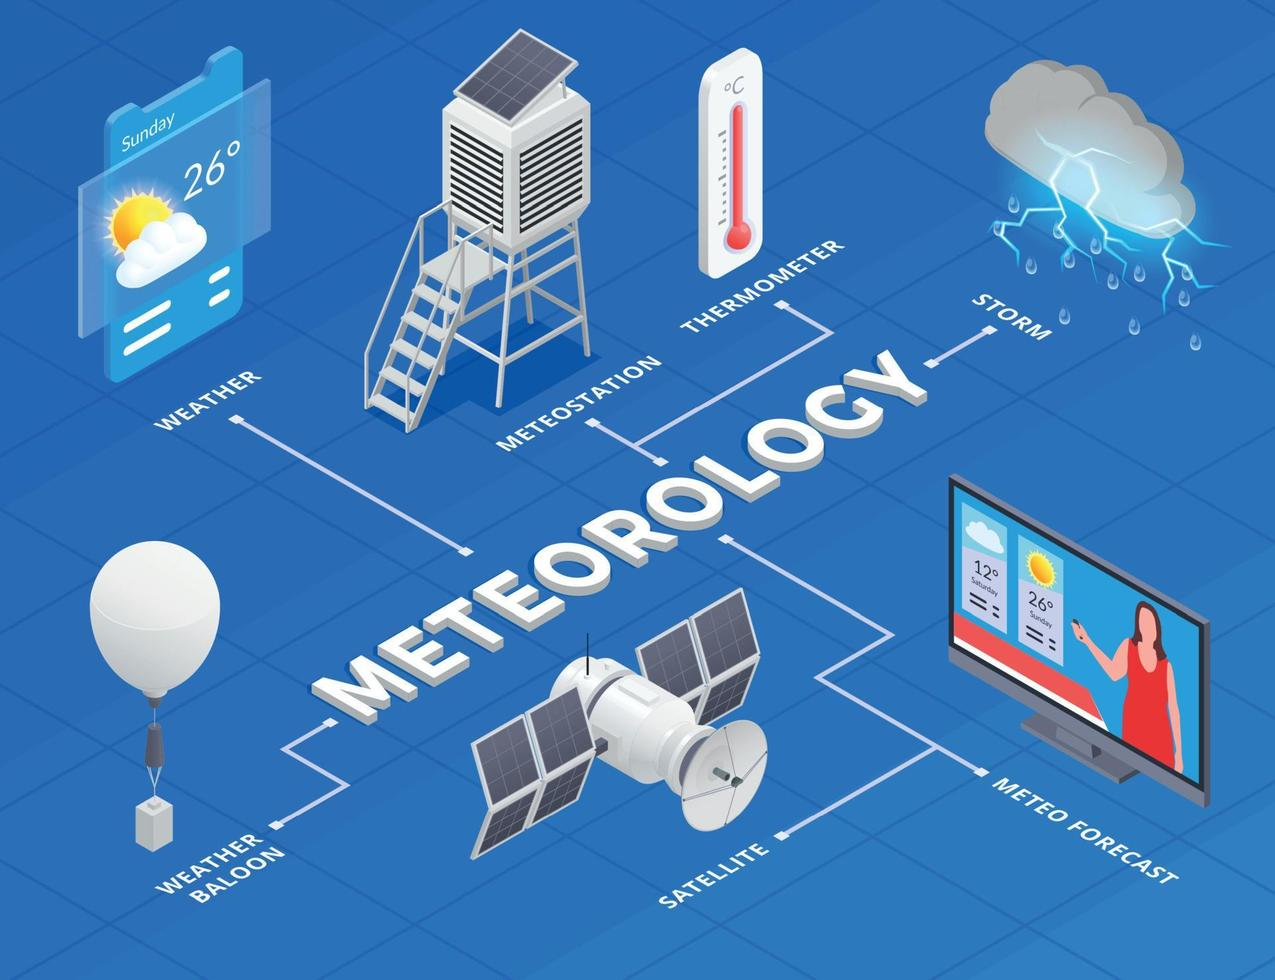 Sunday
26°
°C
WEATHER
METEOSTATION
THERMOMETER
STORM
METEOROLOGY
12°
Saturday
26°
Sunday
WEATHER
BALOON
SATELLITE
METEO FORECAST